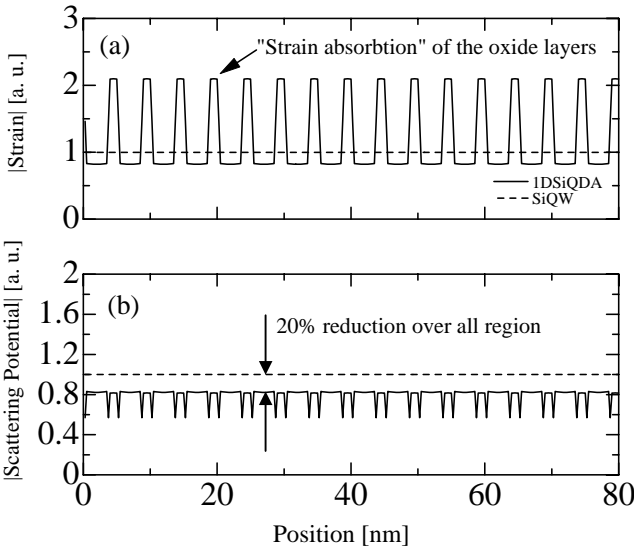 (a)
"Strain absorbtion" of the oxide layers
|Strain| [a. u.]
3
2
1
0
1DSiQDA
SiQW
(b)
20% reduction over all region
|Scattering Potential| [a. u.]
2
1.6
1.2
0.8
0.4
0
0 20 40 60 80
Position [nm]